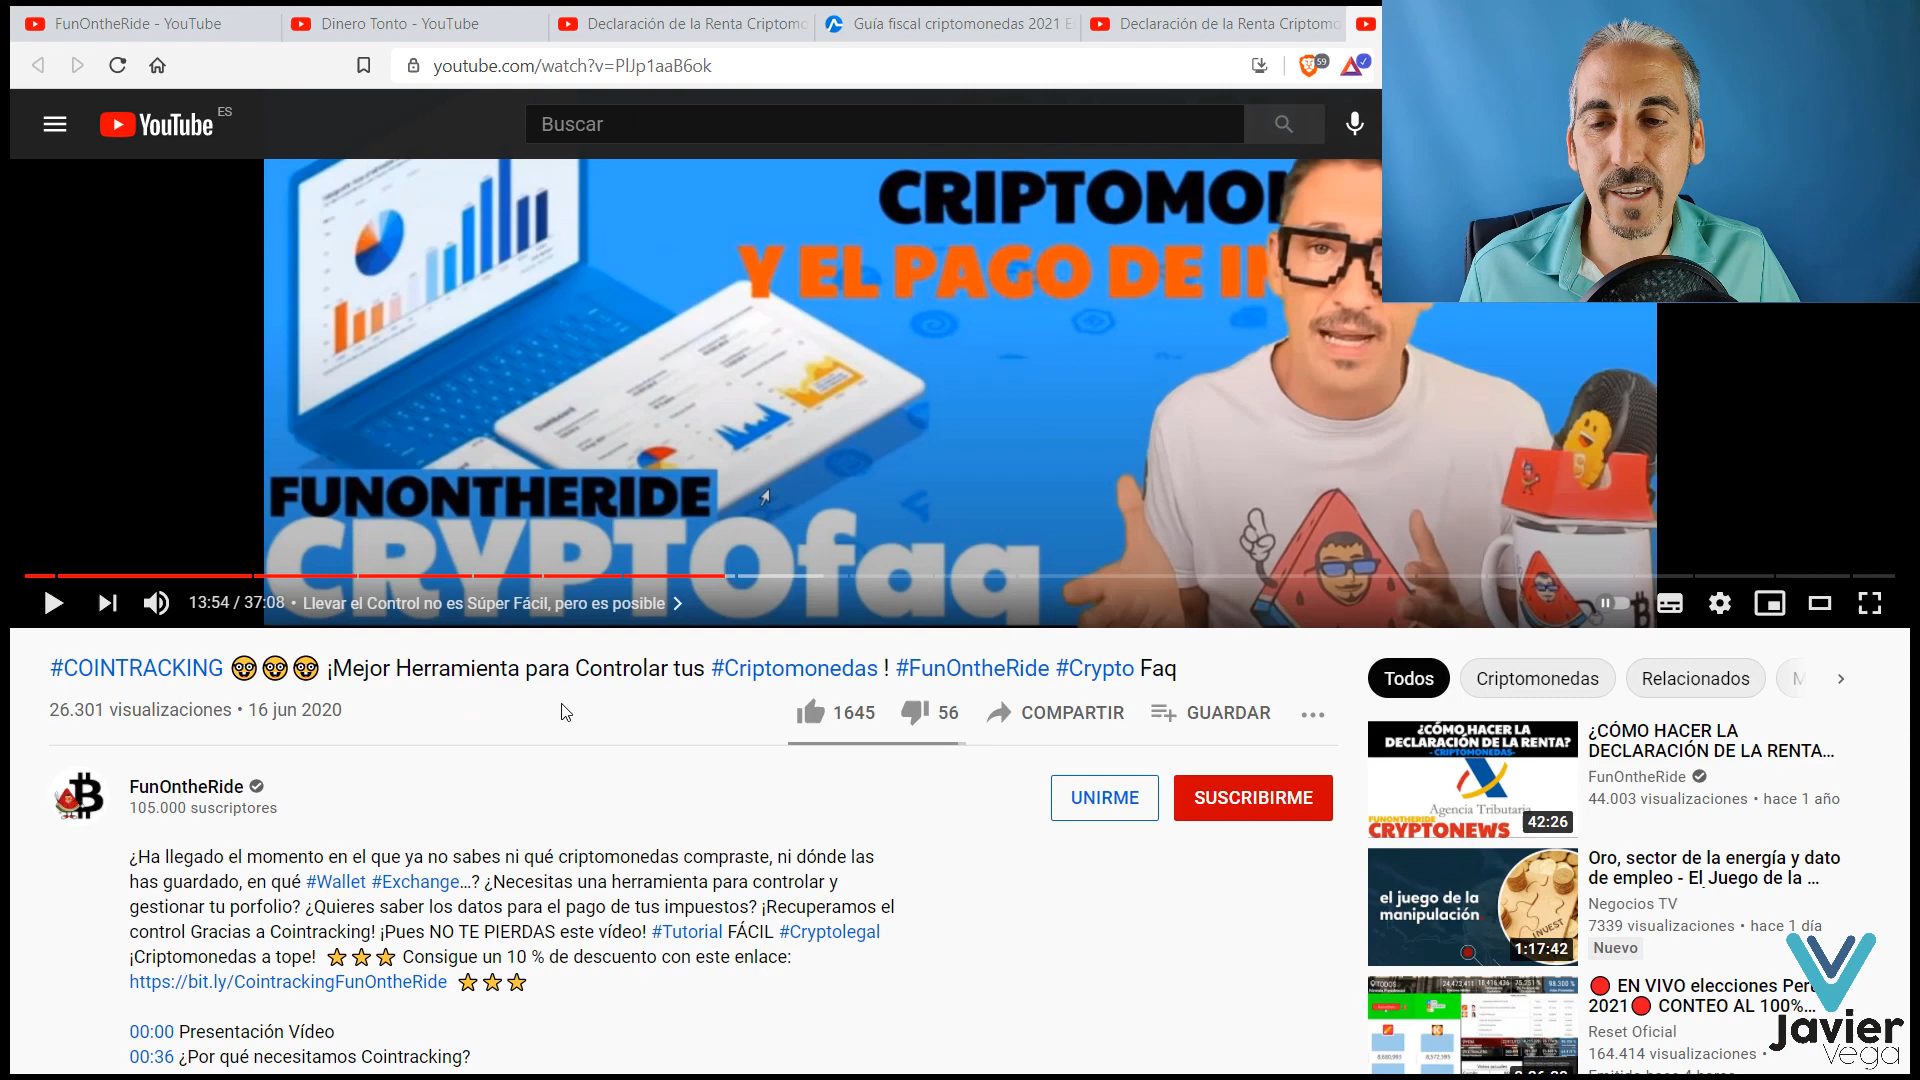 FunOntheRide - YouTube
Dinero Tonto - YouTube
Declaración de la Renta Criptomo
Guía fiscal criptomonedas 2021 E
Declaración de la Renta Criptomo
youtube.com/watch?v=PlJp1aaB6ok
59
YouTube
ES
Buscar
CRIPTOMO
Y EL PAGO DE
FUNONTHERIDE
CRYPTOfaq
13:54 / 37:08 • Llevar el Control no es Súper Fácil, pero es posible
#COINTRACKING 🤓🤓🤓 ¡Mejor Herramienta para Controlar tus #Criptomonedas ! #FunOntheRide #Crypto Faq
26.301 visualizaciones • 16 jun 2020
1645
56
COMPARTIR
GUARDAR
FunOntheRide
105.000 suscriptores
UNIRME
SUSCRIBIRME
¿Ha llegado el momento en el que ya no sabes ni qué criptomonedas compraste, ni dónde las
has guardado, en qué #Wallet #Exchange...? ¿Necesitas una herramienta para controlar y
gestionar tu porfolio? ¿Quieres saber los datos para el pago de tus impuestos? ¡Recuperamos el
control Gracias a Cointracking! ¡Pues NO TE PIERDAS este vídeo! #Tutorial FÁCIL #Cryptolegal
¡Criptomonedas a tope! ⭐⭐⭐ Consigue un 10 % de descuento con este enlace:
https://bit.ly/CointrackingFunOntheRide ⭐⭐⭐
00:00 Presentación Vídeo
00:36 ¿Por qué necesitamos Cointracking?
Todos
Criptomonedas
Relacionados
M
¿CÓMO HACER LA
DECLARACIÓN DE LA RENTA?
-CRIPTOMONEDAS-
Agencia Tributaria
FUNONTHERIDE
CRYPTONEWS
42:26
¿CÓMO HACER LA
DECLARACIÓN DE LA RENTA...
FunOntheRide
44.003 visualizaciones • hace 1 año
el juego de la
manipulación
INVEST
1:17:42
Oro, sector de la energía y dato
de empleo - El Juego de la ...
Negocios TV
7339 visualizaciones • hace 1 día
Nuevo
🔴 EN VIVO elecciones Perú
2021🔴 CONTEO AL 100%...
Reset Oficial
164.414 visualizaciones •
Javier
vega